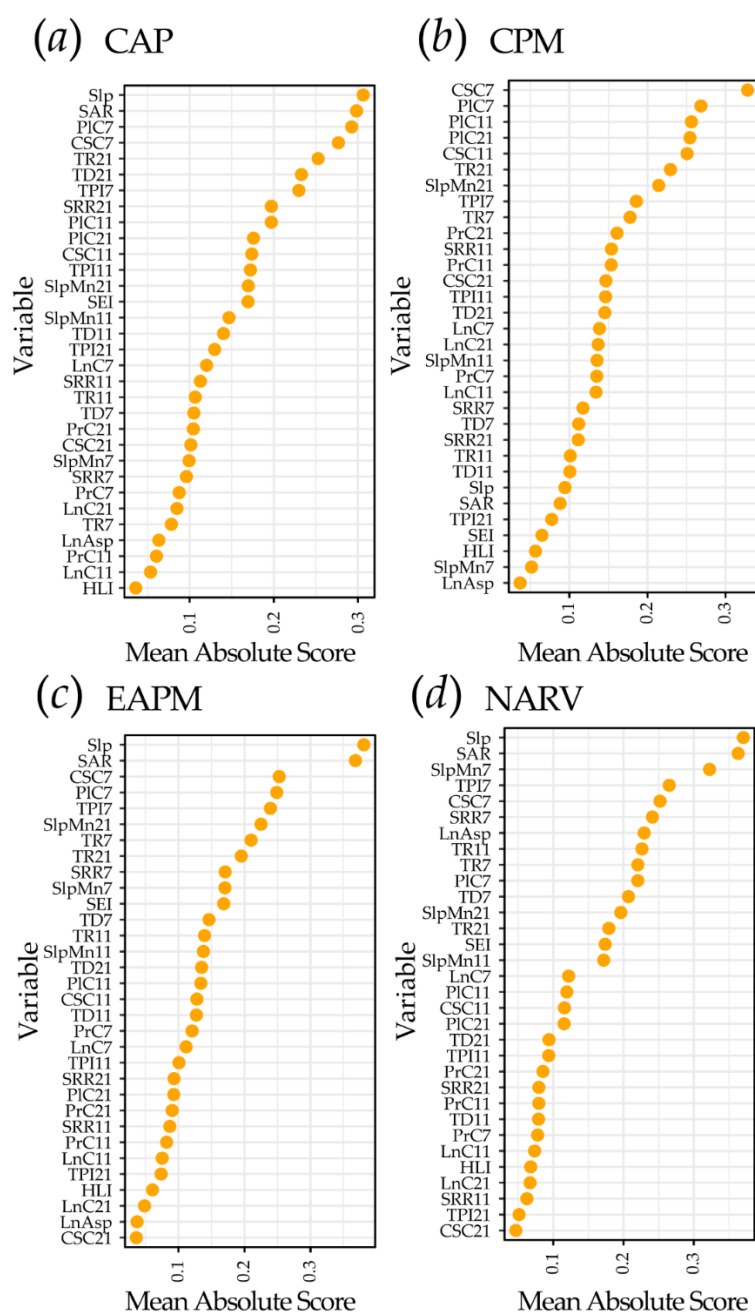 (a) CAP
Variable
Slp
SAR
PlC7
CSC7
TR21
TD21
TPI7
SRR21
PlC11
PlC21
CSC11
TPI11
SlpMn21
SEI
SlpMn11
TD11
TPI21
LnC7
SRR11
TR11
TD7
PrC21
CSC21
SlpMn7
SRR7
PrC7
LnC21
TR7
LnAsp
PrC11
LnC11
HLI
0.1 0.2 0.3
Mean Absolute Score
(b) CPM
Variable
CSC7
PlC7
PlC11
PlC21
CSC11
TR21
SlpMn21
TPI7
TR7
PrC21
SRR11
PrC11
CSC21
TPI11
TD21
LnC7
LnC21
SlpMn11
PrC7
LnC11
SRR7
TD7
SRR21
TR11
TD11
Slp
SAR
TPI21
SEI
HLI
SlpMn7
LnAsp
0.1 0.2 0.3
Mean Absolute Score
(c) EAPM
Variable
Slp
SAR
CSC7
PlC7
TPI7
SlpMn21
TR7
TR21
SRR7
SlpMn7
SEI
TD7
TR11
SlpMn11
TD21
PlC11
CSC11
TD11
PrC7
LnC7
TPI11
SRR21
PlC21
PrC21
SRR11
PrC11
LnC11
TPI21
HLI
LnC21
LnAsp
CSC21
0.1 0.2 0.3
Mean Absolute Score
(d) NARV
Variable
Slp
SAR
SlpMn7
TPI7
CSC7
SRR7
LnAsp
TR11
TR7
PlC7
TD7
SlpMn21
TR21
SEI
SlpMn11
LnC7
PlC11
CSC11
PlC21
TD21
TPI11
PrC21
SRR21
PrC11
TD11
PrC7
LnC11
HLI
LnC21
SRR11
TPI21
CSC21
0.1 0.2 0.3
Mean Absolute Score